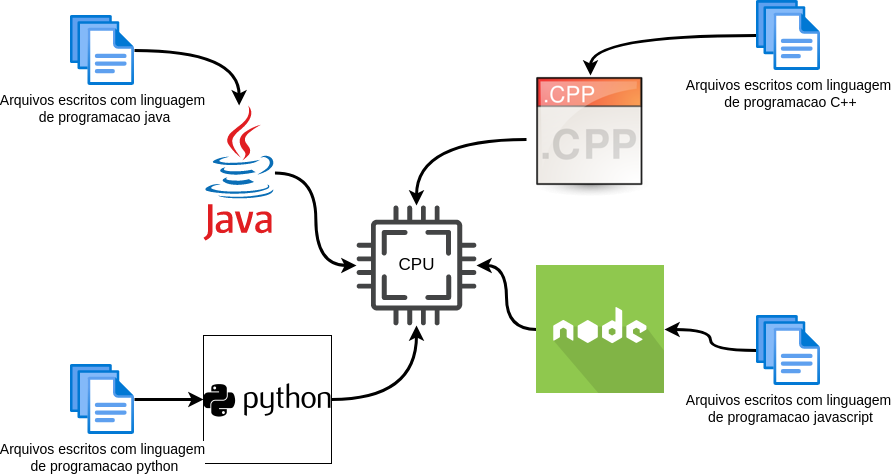 Arquivos escritos com linguagem
de programacao java
Java
.CPP
.CPP
Arquivos escritos com linguagem
de programacao C++
CPU
node
Arquivos escritos com linguagem
de programacao javascript
python
Arquivos escritos com linguagem
de programacao python